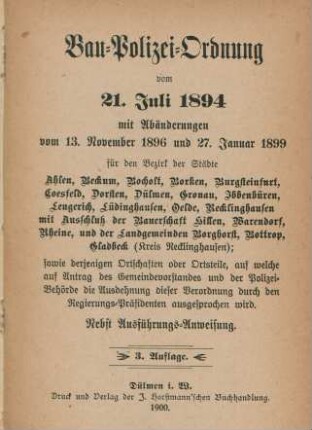 Bau-Polizei-Ordnung
vom
21. Juli 1894
mit Abänderungen
vom 13. November 1896 und 27. Januar 1899
für den Bezirk der Städte
Ahlen, Beckum, Bocholt, Borken, Burgsteinfurt,
Coesfeld, Dorsten, Dülmen, Gronau, Ibbenbüren,
Lengerich, Lüdinghausen, Oelde, Recklinghausen
mit Ausschluß der Bauerschaft Hillen, Warendorf,
Rheine, und der Landgemeinden Borghorst, Bottrop,
Gladbeck (Kreis Recklinghausen);
sowie derjenigen Ortschaften oder Ortsteile, auf welche
auf Antrag des Gemeindevorstandes und der Polizei-
Behörde die Ausdehnung dieser Verordnung durch den
Regierungs-Präsidenten ausgesprochen wird.
Nebst Ausführungs-Anweisung.
3. Auflage.
Dülmen i. W.
Druck und Verlag der J. Horstmann'schen Buchhandlung.
1900.